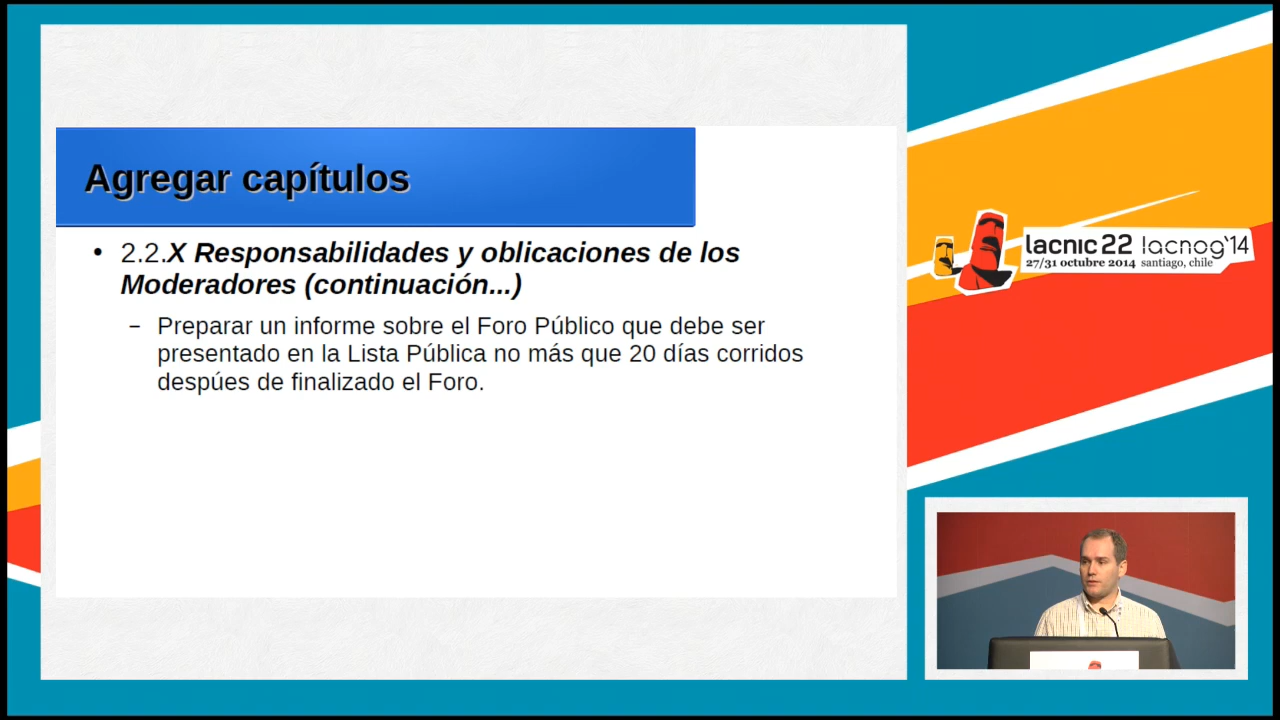 Agregar capítulos
• 2.2.X Responsabilidades y oblicaciones de los
Moderadores (continuación...)
– Preparar un informe sobre el Foro Público que debe ser
presentado en la Lista Pública no más que 20 días corridos
despúes de finalizado el Foro.
lacnic 22 lacnog'14
27/31 octubre 2014 santiago, chile